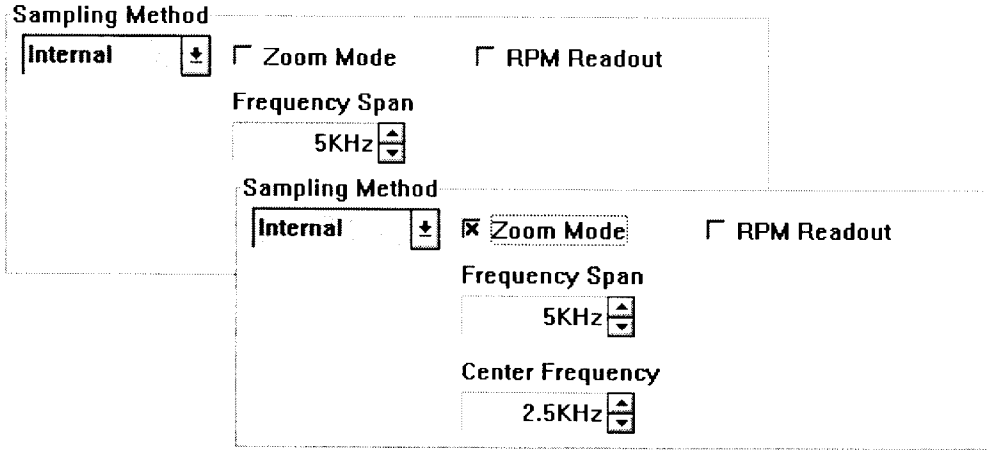 Sampling Method
Internal Zoom Mode RPM Readout
Frequency Span
5KHz
Sampling Method
Internal Zoom Mode RPM Readout
Frequency Span
5KHz
Center Frequency
2.5KHz